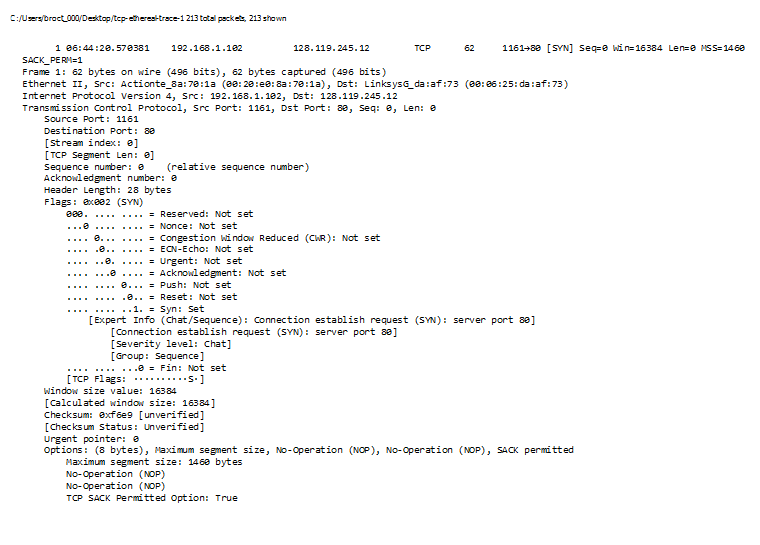 C:/Users/broct_000/Desktop/tcp-ethereal-trace-1 213 total packets, 213 shown
1 06:44:20.570381 192.168.1.102 128.119.245.12 TCP 62 1161→80 [SYN] Seq=0 Win=16384 Len=0 MSS=1460
SACK_PERM=1
Frame 1: 62 bytes on wire (496 bits), 62 bytes captured (496 bits)
Ethernet II, Src: Actionte_8a:70:1a (00:20:e0:8a:70:1a), Dst: LinksysG_da:af:73 (00:06:25:da:af:73)
Internet Protocol Version 4, Src: 192.168.1.102, Dst: 128.119.245.12
Transmission Control Protocol, Src Port: 1161, Dst Port: 80, Seq: 0, Len: 0
Source Port: 1161
Destination Port: 80
[Stream index: 0]
[TCP Segment Len: 0]
Sequence number: 0 (relative sequence number)
Acknowledgment number: 0
Header Length: 28 bytes
Flags: 0x002 (SYN)
000. .... .... = Reserved: Not set
...0 .... .... = Nonce: Not set
.... 0... .... = Congestion Window Reduced (CWR): Not set
.... .0.. .... = ECN-Echo: Not set
.... ..0. .... = Urgent: Not set
.... ...0 .... = Acknowledgment: Not set
.... .... 0... = Push: Not set
.... .... .0.. = Reset: Not set
.... .... ..1. = Syn: Set
[Expert Info (Chat/Sequence): Connection establish request (SYN): server port 80]
[Connection establish request (SYN): server port 80]
[Severity level: Chat]
[Group: Sequence]
.... .... ...0 = Fin: Not set
[TCP Flags: ··········S·]
Window size value: 16384
[Calculated window size: 16384]
Checksum: 0xf6e9 [unverified]
[Checksum Status: Unverified]
Urgent pointer: 0
Options: (8 bytes), Maximum segment size, No-Operation (NOP), No-Operation (NOP), SACK permitted
Maximum segment size: 1460 bytes
No-Operation (NOP)
No-Operation (NOP)
TCP SACK Permitted Option: True